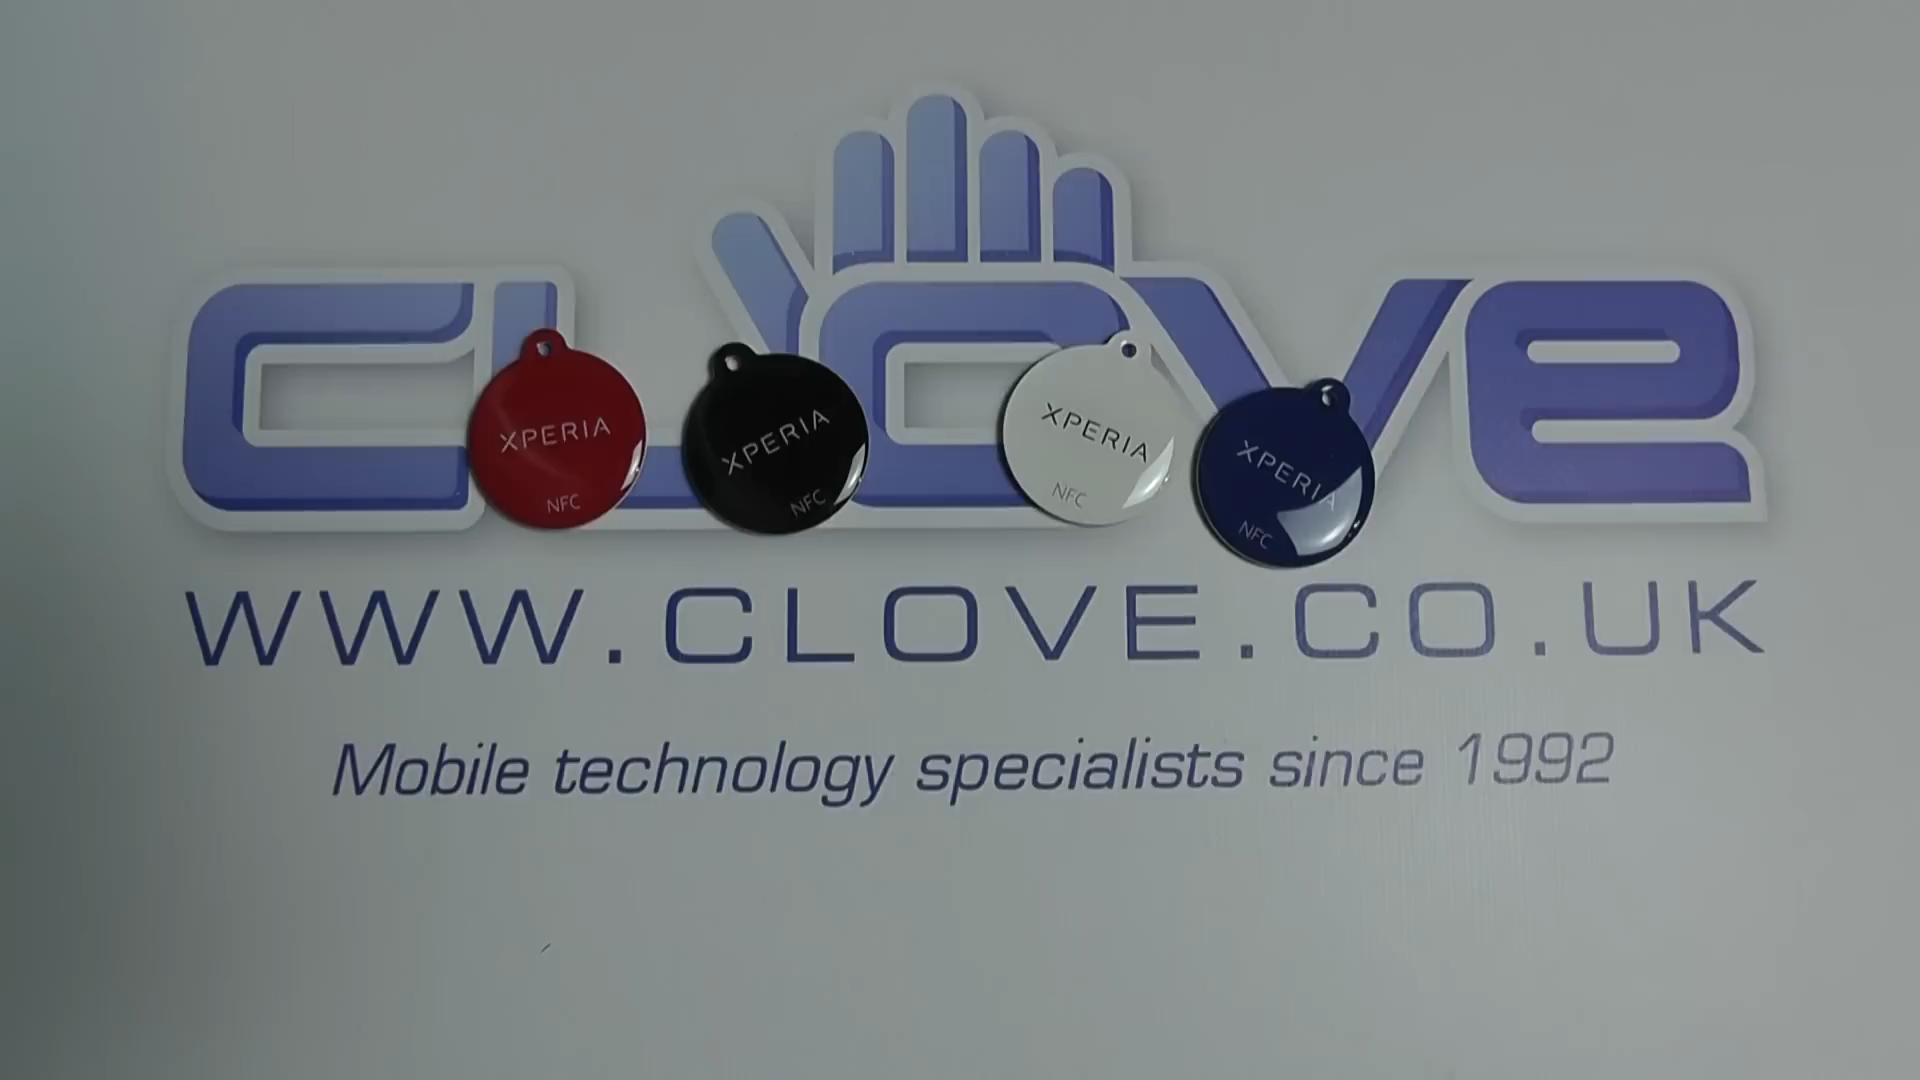 CLOVE
XPERIA
NFC
XPERIA
NFC
XPERIA
NFC
XPERIA
NFC
WWW.CLOVE.CO.UK
Mobile technology specialists since 1992